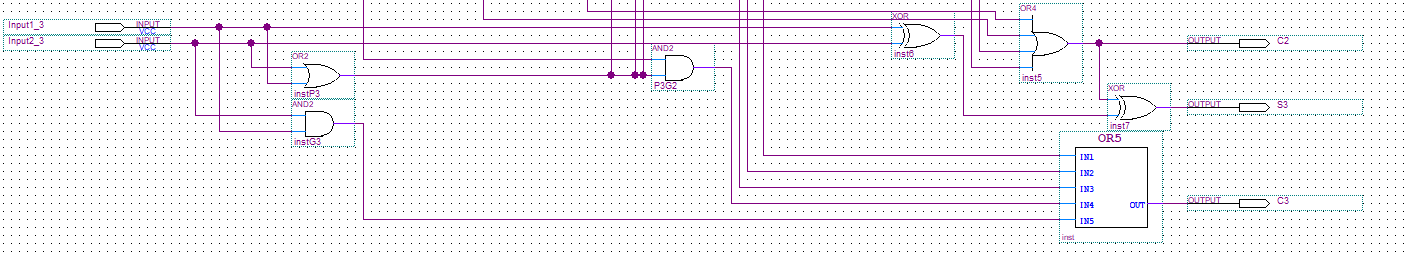 Input1_3
INPUT
VCC
Input2_3
INPUT
VCC
OR2
instP3
AND2
instG3
AND2
P3G2
XOR
inst6
OR4
inst5
OUTPUT
C2
XOR
inst7
OUTPUT
S3
OR5
IN1
IN2
IN3
IN4
OUT
IN5
inst
OUTPUT
C3